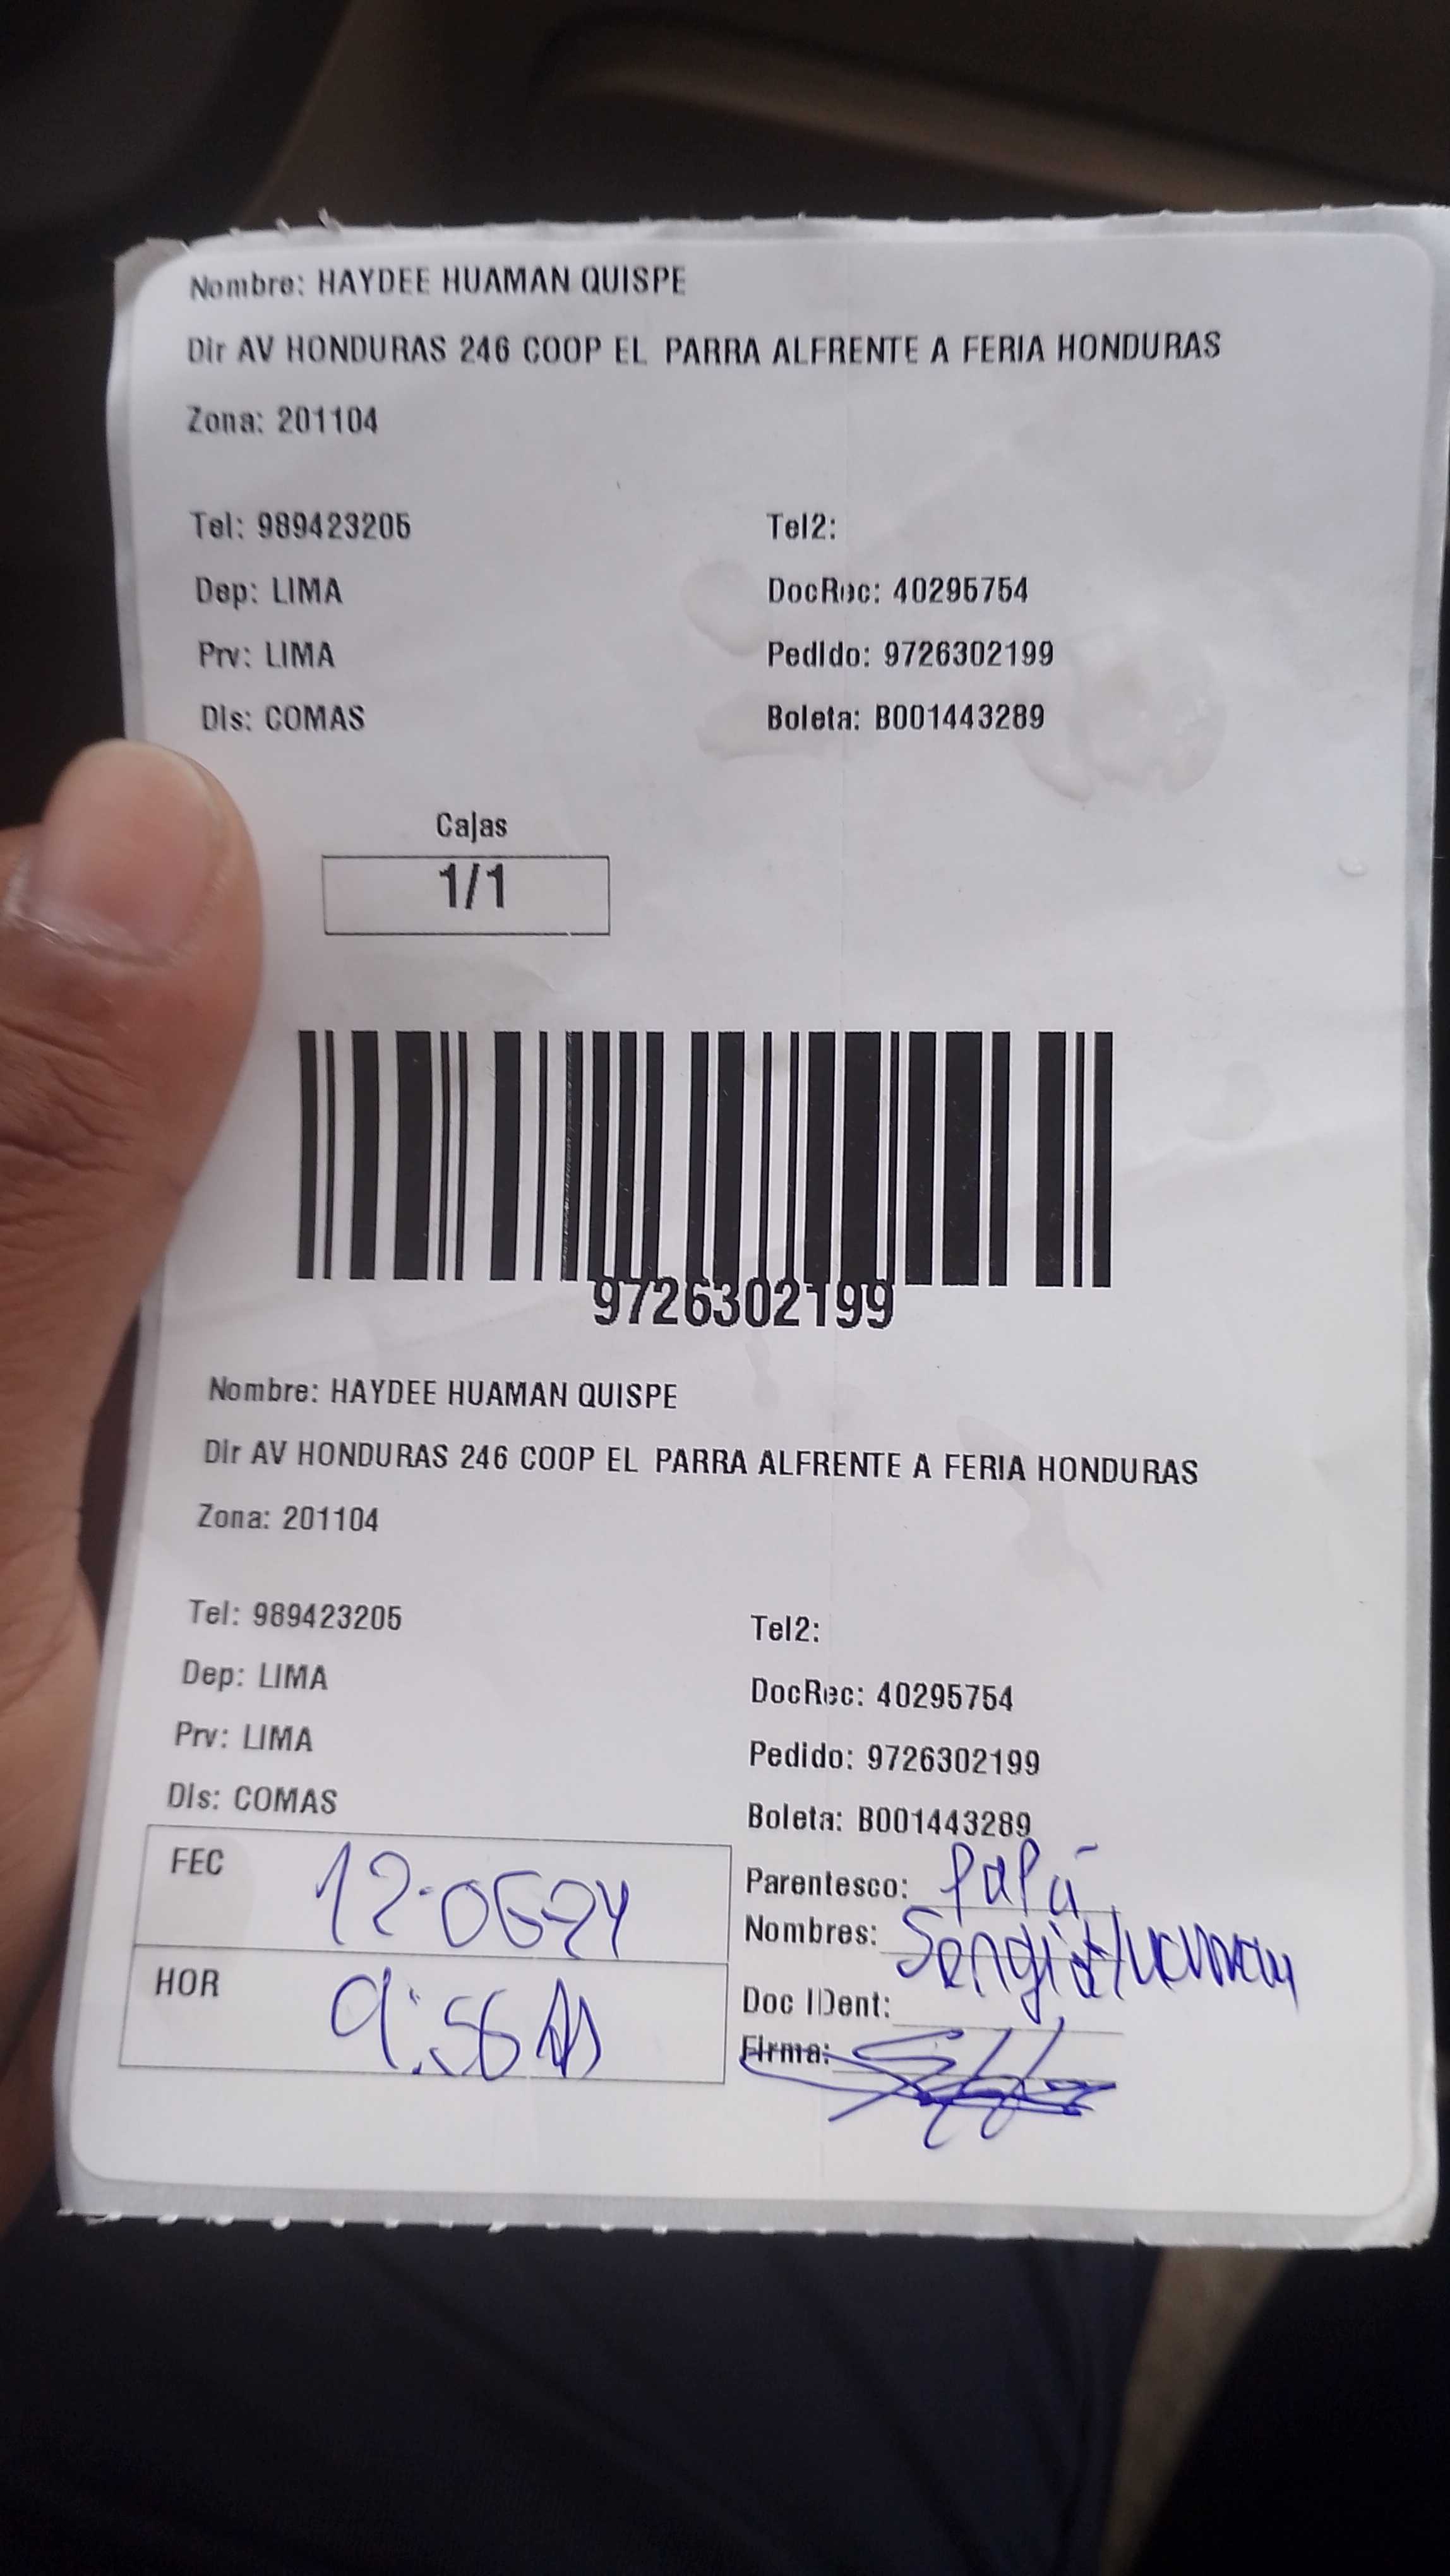 Nombre: HAYDEE HUAMAN QUISPE
Dir AV HONDURAS 246 COOP EL PARRA ALFRENTE A FERIA HONDURAS
Zona: 201104
Tel: 989423205 Tel2:
Dep: LIMA DocRec: 40295754
Prv: LIMA Pedido: 9726302199
Dis: COMAS Boleta: B001443289
Cajas
1/1
9726302199
Nombre: HAYDEE HUAMAN QUISPE
Dir AV HONDURAS 246 COOP EL PARRA ALFRENTE A FERIA HONDURAS
Zona: 201104
Tel: 989423205 Tel2:
Dep: LIMA DocRec: 40295754
Prv: LIMA Pedido: 9726302199
Dis: COMAS Boleta: B001443289
FEC 12-06-24 Parentesco: Papá
Nombres: Sergio Huaman
HOR 9:56 Doc IDent:
Firma: